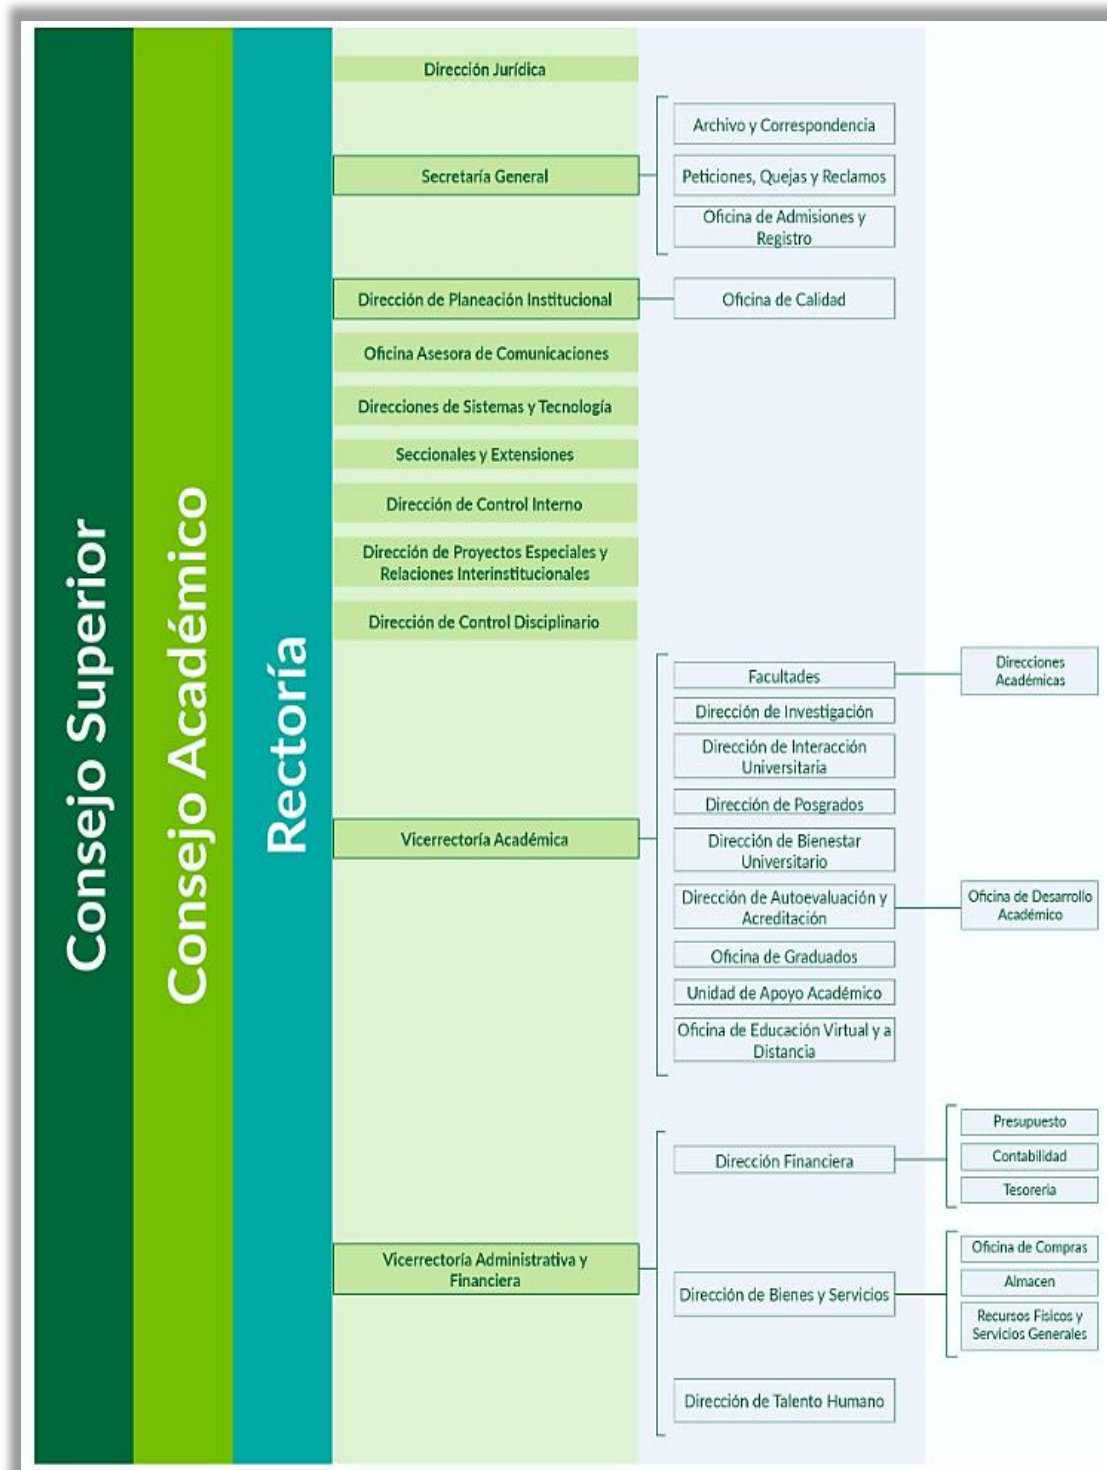 Consejo Superior
Consejo Académico
Rectoría
Dirección Jurídica
Secretaría General
Archivo y Correspondencia
Peticiones, Quejas y Reclamos
Oficina de Admisiones y
Registro
Dirección de Planeación Institucional
Oficina de Calidad
Oficina Asesora de Comunicaciones
Direcciones de Sistemas y Tecnología
Seccionales y Extensiones
Dirección de Control Interno
Dirección de Proyectos Especiales y
Relaciones Interinstitucionales
Dirección de Control Disciplinario
Vicerrectoría Académica
Facultades
Direcciones
Académicas
Dirección de Investigación
Dirección de Interacción
Universitaria
Dirección de Posgrados
Dirección de Bienestar
Universitario
Dirección de Autoevaluación y
Acreditación
Oficina de Desarrollo
Académico
Oficina de Graduados
Unidad de Apoyo Académico
Oficina de Educación Virtual y a
Distancia
Vicerrectoría Administrativa y
Financiera
Dirección Financiera
Presupuesto
Contabilidad
Tesoreria
Dirección de Bienes y Servicios
Oficina de Compras
Almacen
Recursos Físicos y
Servicios Generales
Dirección de Talento Humano